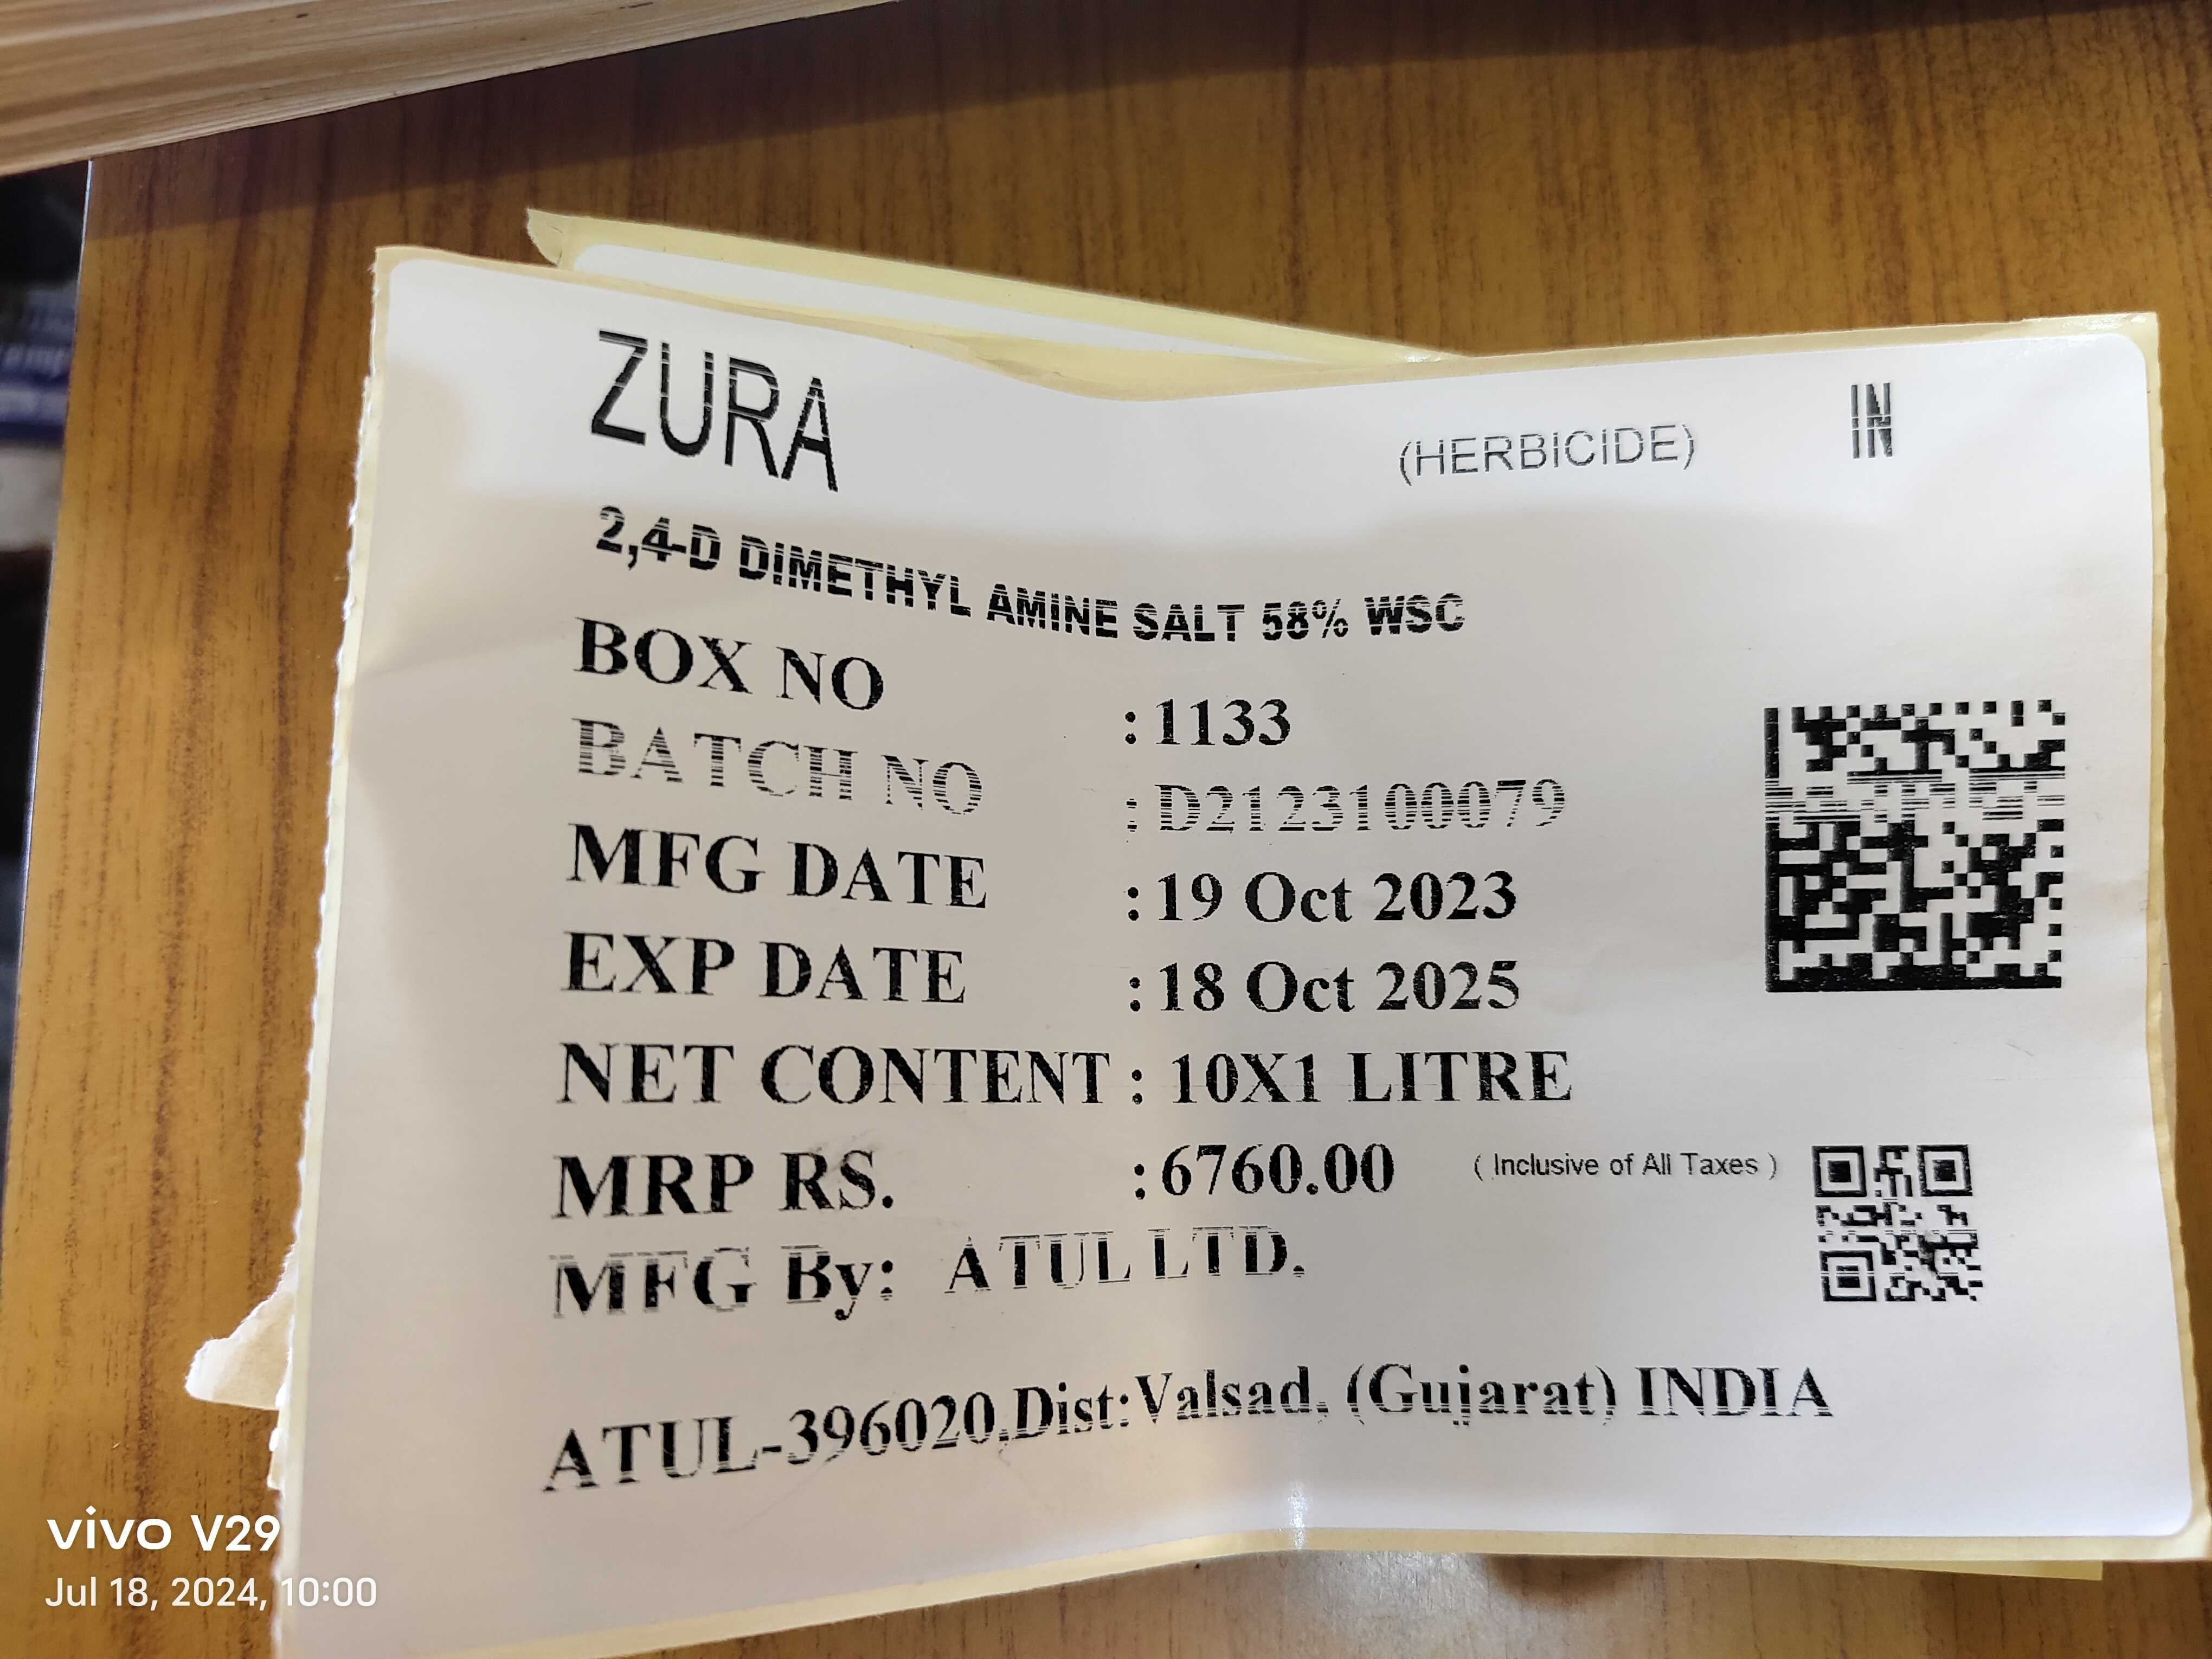 ZURA
(HERBICIDE)
IN
2,4-D DIMETHYL AMINE SALT 58% WSC
BOX NO : 1133
BATCH NO : D2123100079
MFG DATE : 19 Oct 2023
EXP DATE : 18 Oct 2025
NET CONTENT : 10X1 LITRE
MRP RS. : 6760.00 ( Inclusive of All Taxes )
MFG By: ATUL LTD.
ATUL-396020,Dist:Valsad, (Gujarat) INDIA
vivo V29
Jul 18, 2024, 10:00